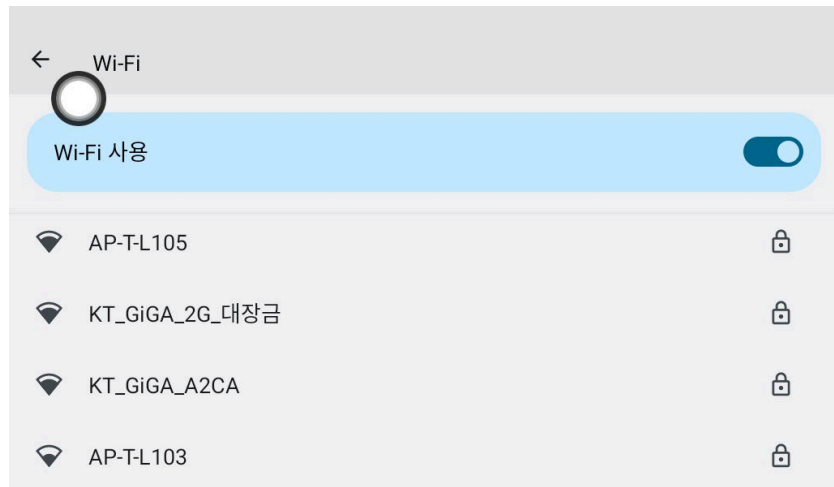 Wi-Fi
Wi-Fi 사용
AP-T-L105
KT_GiGA_2G_대장금
KT_GiGA_A2CA
AP-T-L103